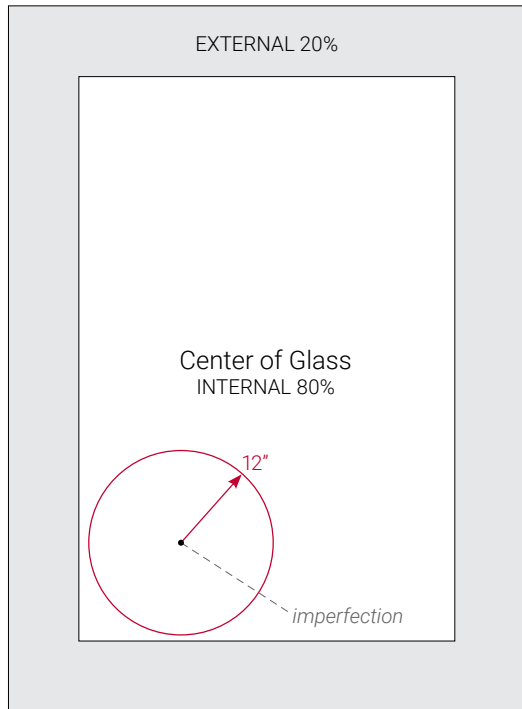 EXTERNAL 20%
Center of Glass
INTERNAL 80%
12”
imperfection